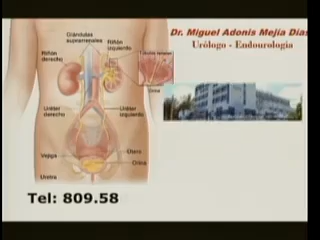 Dr. Miguel Adonis Mejía Dias
Urólogo - Endourología
Glándulas
suprarrenales
Riñón
izquierdo
Riñón
derecho
Orina
Uréter
derecho
Uréter
izquierdo
Vejiga
Orina
Uretra
Tel: 809.58